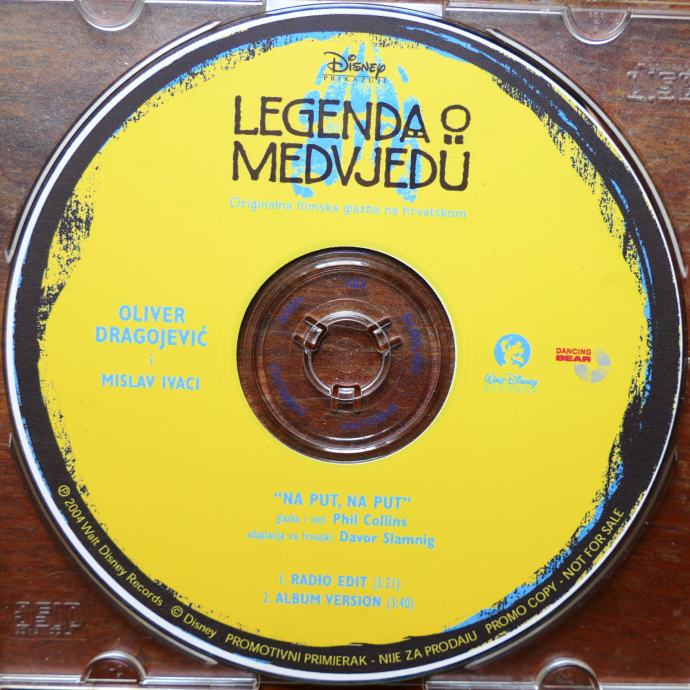 Disney
PRIKAZUJE
LEGENDA O
MEDVJEDU
Originalna filmska glazba na hrvatskom
OLIVER
DRAGOJEVIĆ
i
MISLAV IVACI
Walt Disney
RECORDS
DANCING
BEAR
“NA PUT, NA PUT”
glazba i text: Phil Collins
adaptacija na hrvatski: Davor Slamnig
1. RADIO EDIT (3:21)
2. ALBUM VERSION (3:40)
℗ 2004 Walt Disney Records © Disney PROMOTIVNI PRIMJERAK - NIJE ZA PRODAJU PROMO COPY - NOT FOR SALE